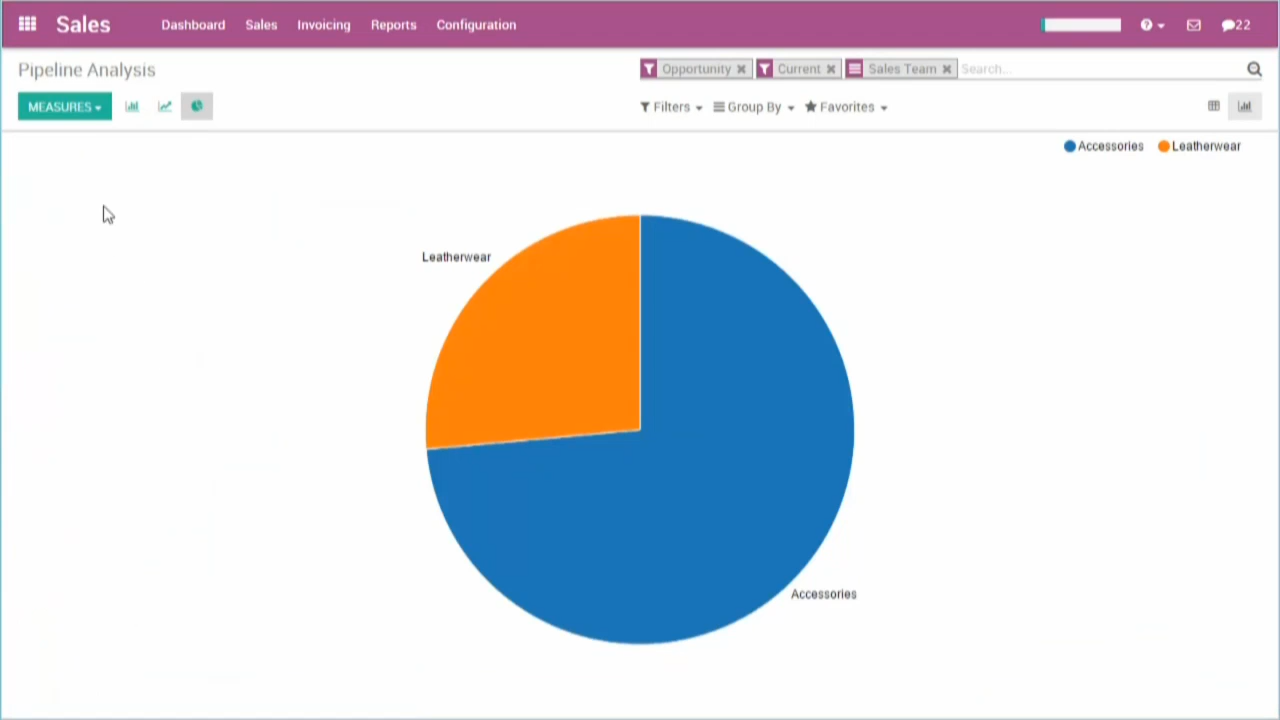 Sales Dashboard Sales Invoicing Reports Configuration 22
Pipeline Analysis Opportunity Current Sales Team Search...
MEASURES Filters Group By Favorites
Accessories Leatherwear
Leatherwear
Accessories